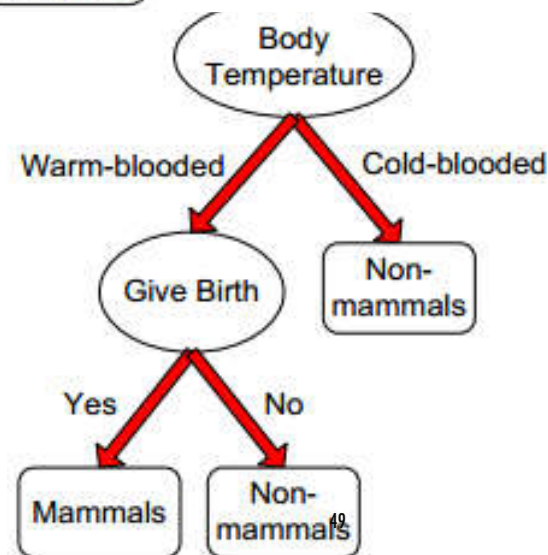 Body
Temperature
Warm-blooded
Cold-blooded
Give Birth
Non-
mammals
Yes
No
Mammals
Non-
mammals
49